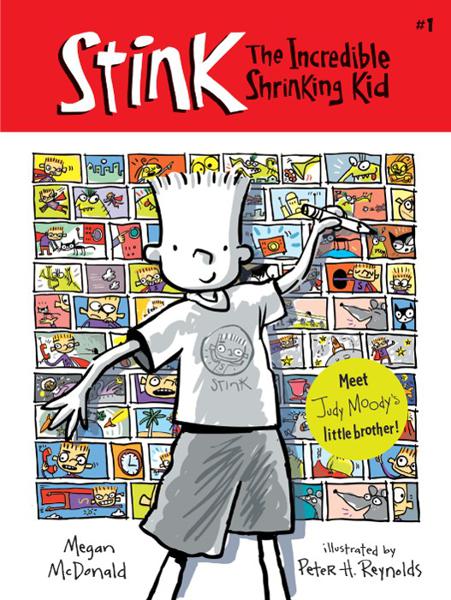 #1
Stink
The Incredible
Shrinking Kid
STINK
Meet
Judy Moody's
little brother!
Megan
McDonald
illustrated by
Peter H. Reynolds